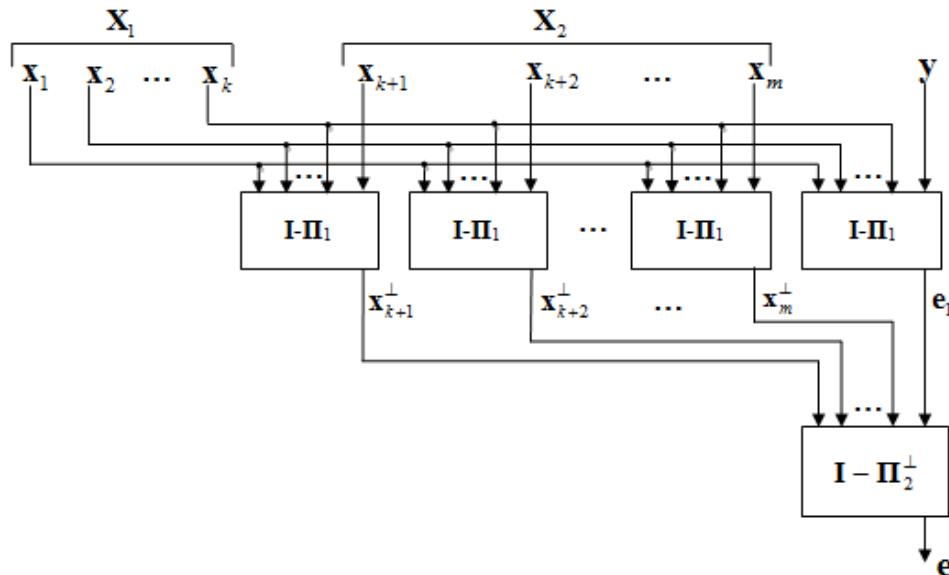 X₁ X₂
x₁ x₂ ... x_k x_{k+1} x_{k+2} ... x_m y
... ... ... ...
I-Π₁ I-Π₁ ... I-Π₁ I-Π₁
x⊥_{k+1} x⊥_{k+2} ... x⊥_m e₁
...
I – Π⊥₂
e